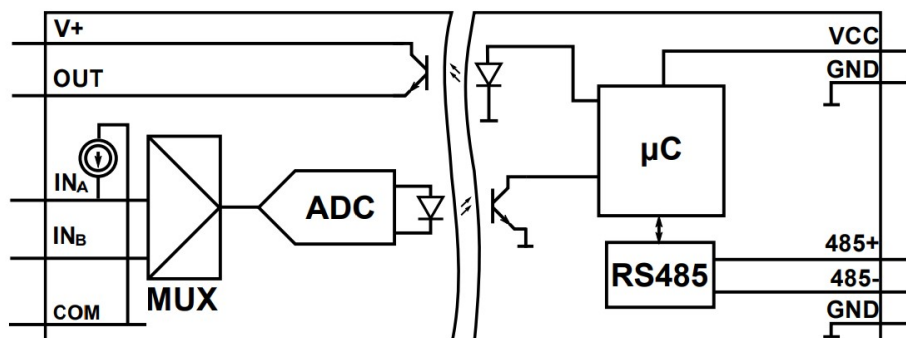 V+
OUT
INA
INB
COM
MUX
ADC
µC
RS485
VCC
GND
485+
485-
GND